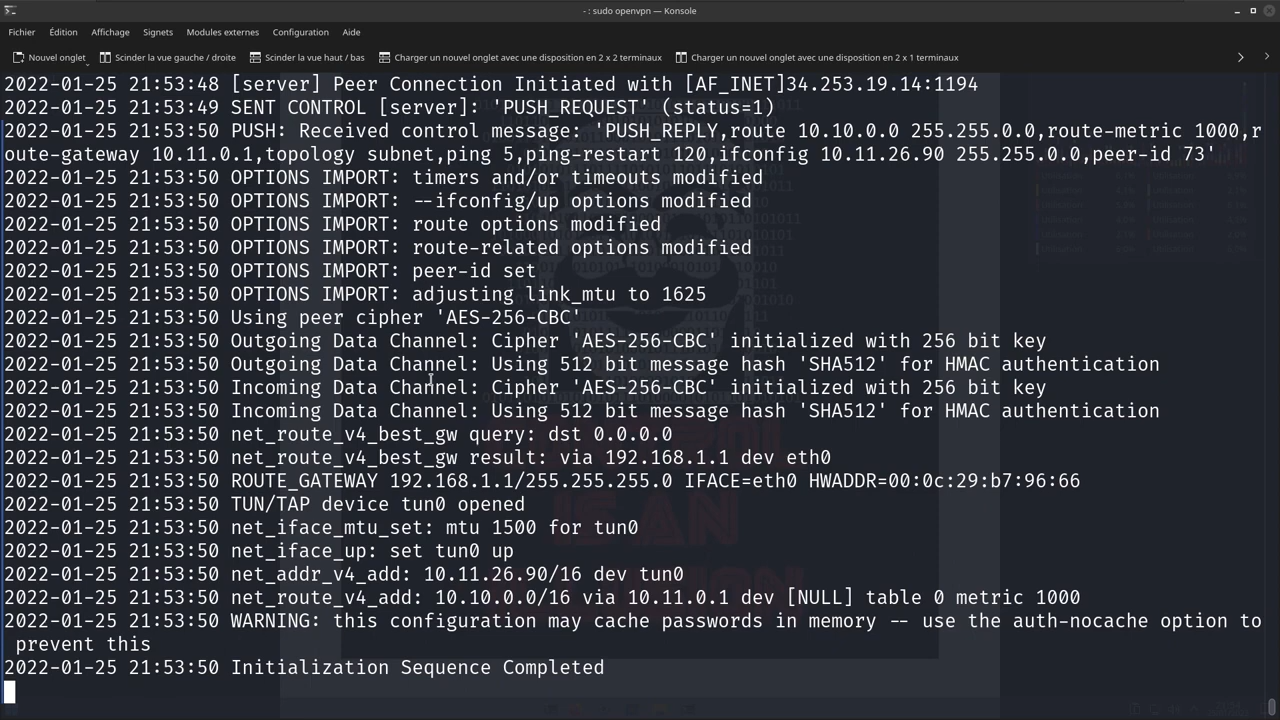 - : sudo openvpn — Konsole
Fichier Édition Affichage Signets Modules externes Configuration Aide
Nouvel onglet Scinder la vue gauche / droite Scinder la vue haut / bas Charger un nouvel onglet avec une disposition en 2 x 2 terminaux Charger un nouvel onglet avec une disposition en 2 x 1 terminaux
2022-01-25 21:53:48 [server] Peer Connection Initiated with [AF_INET]34.253.19.14:1194
2022-01-25 21:53:49 SENT CONTROL [server]: 'PUSH_REQUEST' (status=1)
2022-01-25 21:53:50 PUSH: Received control message: 'PUSH_REPLY,route 10.10.0.0 255.255.0.0,route-metric 1000,r
oute-gateway 10.11.0.1,topology subnet,ping 5,ping-restart 120,ifconfig 10.11.26.90 255.255.0.0,peer-id 73'
2022-01-25 21:53:50 OPTIONS IMPORT: timers and/or timeouts modified
2022-01-25 21:53:50 OPTIONS IMPORT: --ifconfig/up options modified
2022-01-25 21:53:50 OPTIONS IMPORT: route options modified
2022-01-25 21:53:50 OPTIONS IMPORT: route-related options modified
2022-01-25 21:53:50 OPTIONS IMPORT: peer-id set
2022-01-25 21:53:50 OPTIONS IMPORT: adjusting link_mtu to 1625
2022-01-25 21:53:50 Using peer cipher 'AES-256-CBC'
2022-01-25 21:53:50 Outgoing Data Channel: Cipher 'AES-256-CBC' initialized with 256 bit key
2022-01-25 21:53:50 Outgoing Data Channel: Using 512 bit message hash 'SHA512' for HMAC authentication
2022-01-25 21:53:50 Incoming Data Channel: Cipher 'AES-256-CBC' initialized with 256 bit key
2022-01-25 21:53:50 Incoming Data Channel: Using 512 bit message hash 'SHA512' for HMAC authentication
2022-01-25 21:53:50 net_route_v4_best_gw query: dst 0.0.0.0
2022-01-25 21:53:50 net_route_v4_best_gw result: via 192.168.1.1 dev eth0
2022-01-25 21:53:50 ROUTE_GATEWAY 192.168.1.1/255.255.255.0 IFACE=eth0 HWADDR=00:0c:29:b7:96:66
2022-01-25 21:53:50 TUN/TAP device tun0 opened
2022-01-25 21:53:50 net_iface_mtu_set: mtu 1500 for tun0
2022-01-25 21:53:50 net_iface_up: set tun0 up
2022-01-25 21:53:50 net_addr_v4_add: 10.11.26.90/16 dev tun0
2022-01-25 21:53:50 net_route_v4_add: 10.10.0.0/16 via 10.11.0.1 dev [NULL] table 0 metric 1000
2022-01-25 21:53:50 WARNING: this configuration may cache passwords in memory -- use the auth-nocache option to
prevent this
2022-01-25 21:53:50 Initialization Sequence Completed
IS AN